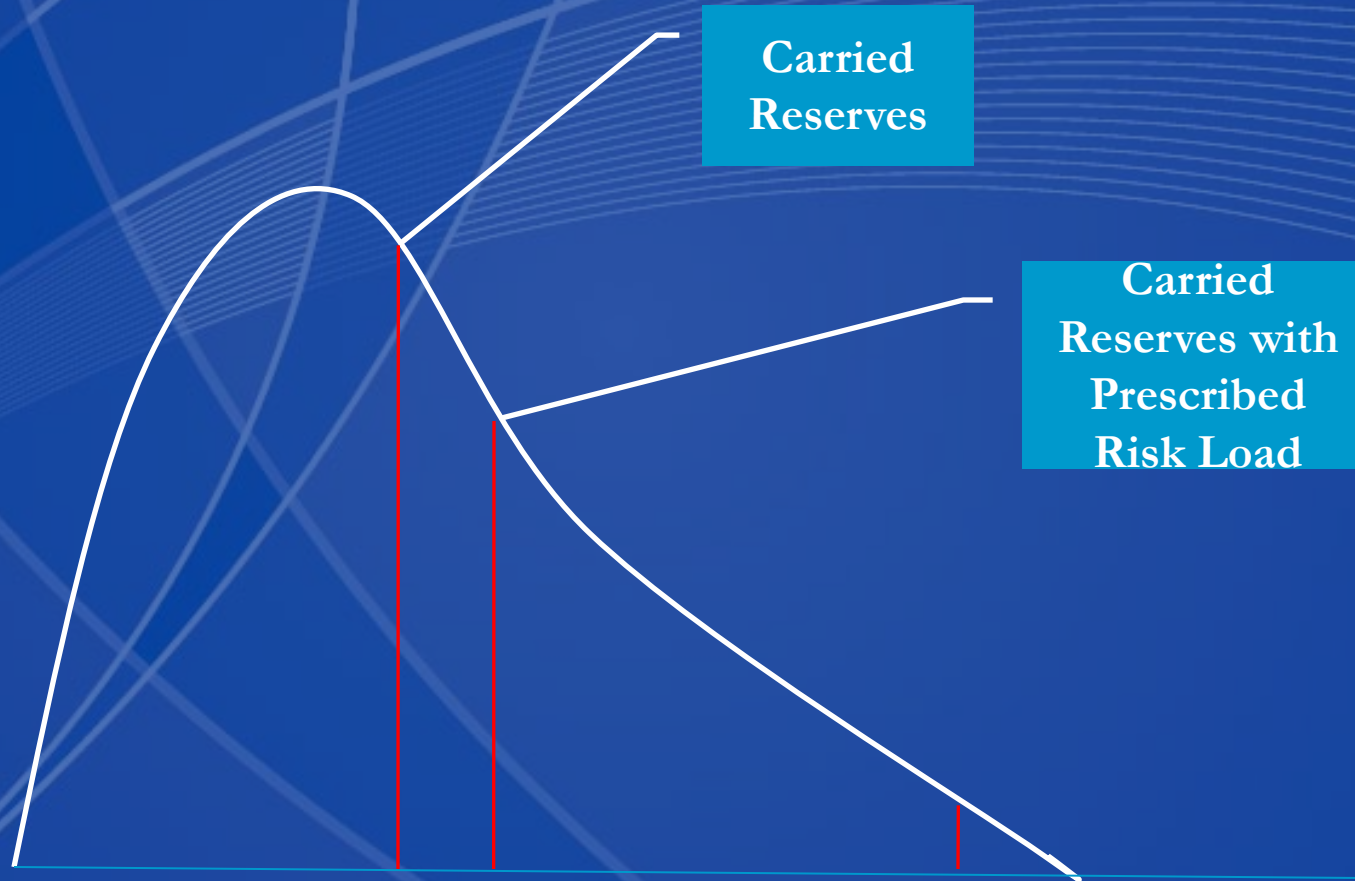 Carried
Reserves
Carried
Reserves with
Prescribed
Risk Load